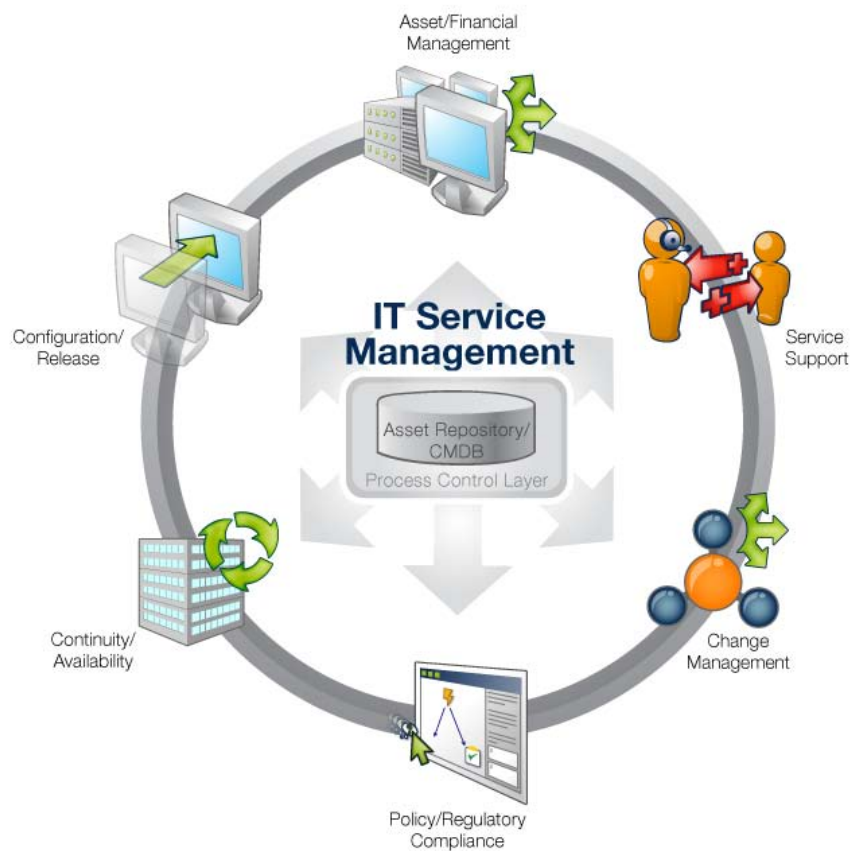 Asset/Financial
Management
IT Service
Management
Asset Repository/
CMDB
Process Control Layer
Service
Support
Configuration/
Release
Continuity/
Availability
Change
Management
Policy/Regulatory
Compliance